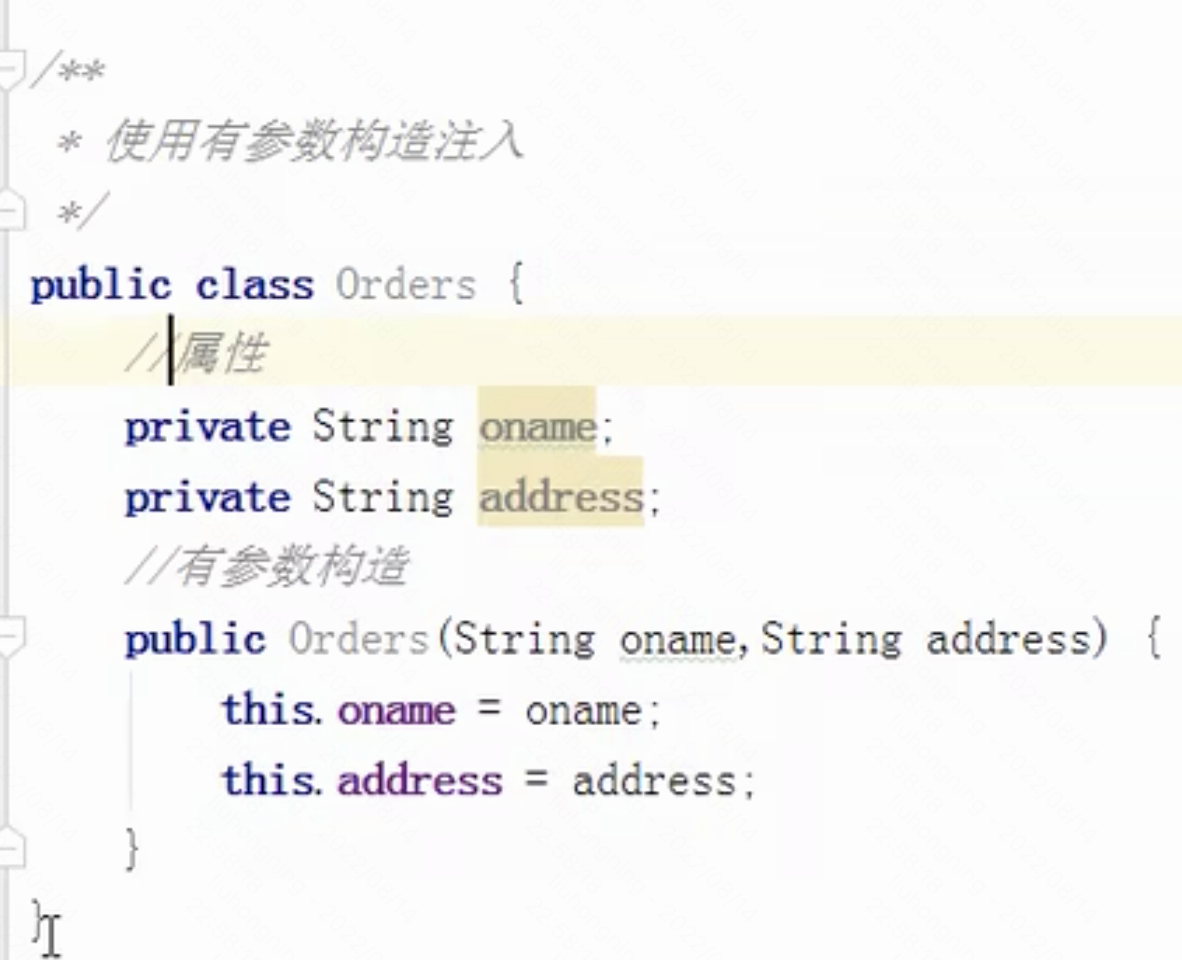 /**
 * 使用有参数构造注入
 */
public class Orders {
    //属性
    private String oname;
    private String address;
    //有参数构造
    public Orders(String oname,String address) {
        this.oname = oname;
        this.address = address;
    }
}